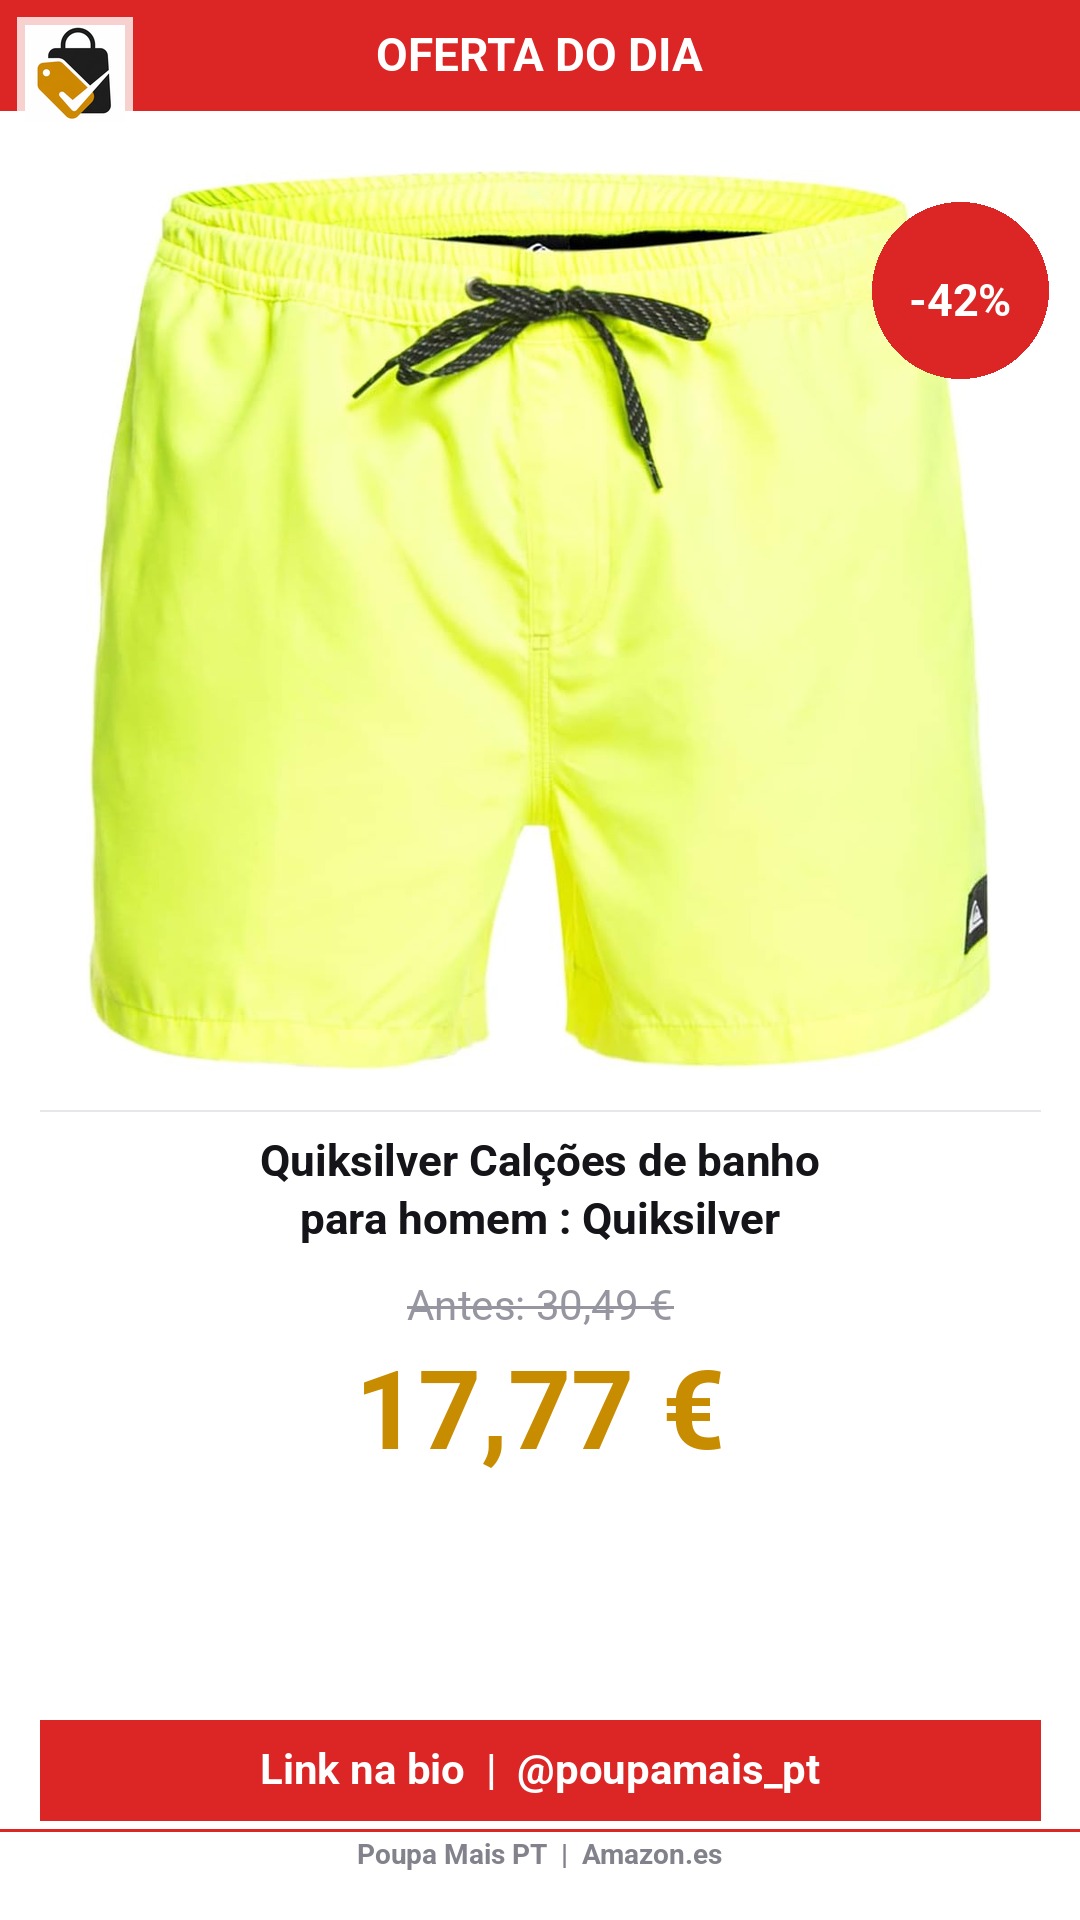 OFERTA DO DIA
-42%
Quiksilver Calções de banho
para homem : Quiksilver
Antes: 30,49 €
17,77 €
Link na bio | @poupamais_pt
Poupa Mais PT | Amazon.es